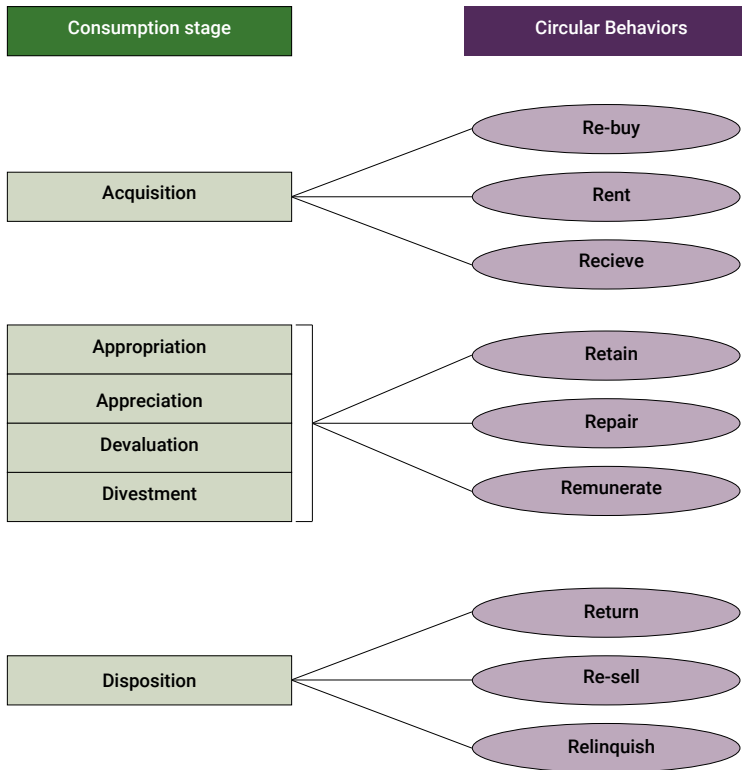 Consumption stage
Circular Behaviors
Acquisition
Re-buy
Rent
Recieve
Appropriation
Appreciation
Devaluation
Divestment
Retain
Repair
Remunerate
Disposition
Return
Re-sell
Relinquish